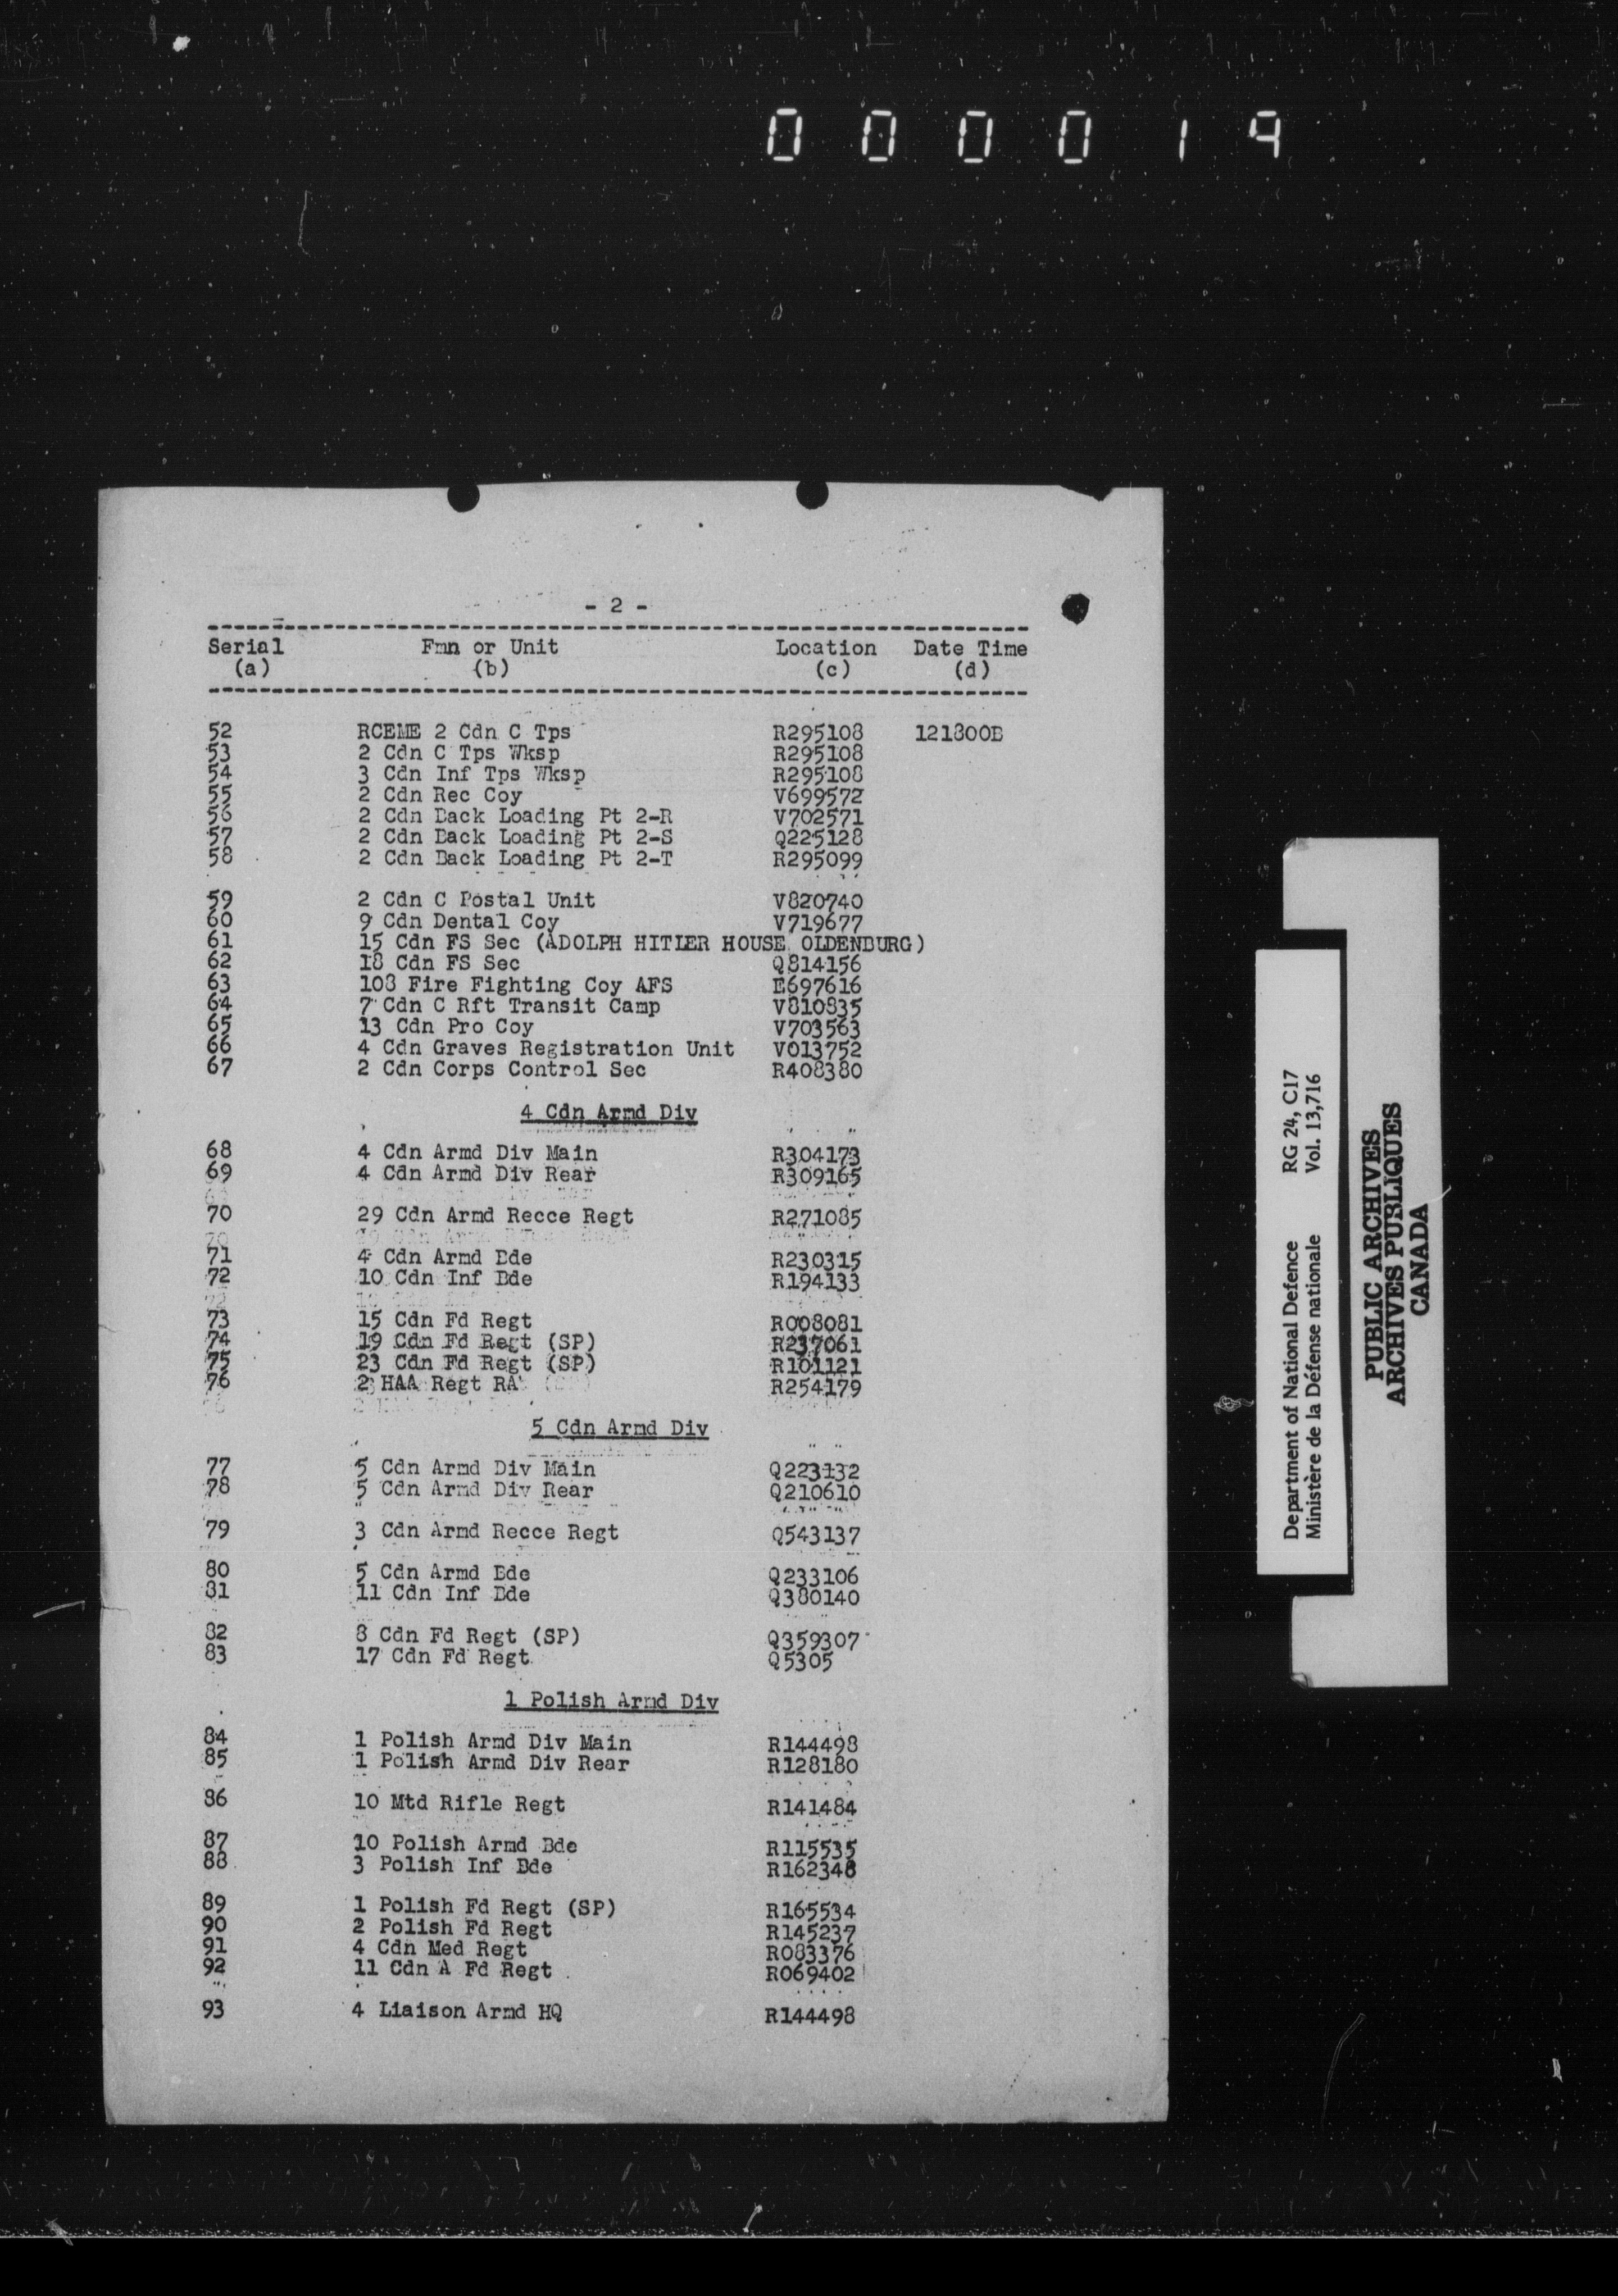 000019
- 2 -
Serial Fmn or Unit Location Date Time
(a) (b) (c) (d)
52 RCEME 2 Cdn C Tps R295108 121800B
53 2 Cdn C Tps Wksp R295108
54 3 Cdn Inf Tps Wksp R295108
55 2 Cdn Rec Coy V699572
56 2 Cdn Back Loading Pt 2-R V702571
57 2 Cdn Back Loading Pt 2-S Q225128
58 2 Cdn Back Loading Pt 2-T R295099
59 2 Cdn C Postal Unit V820740
60 9 Cdn Dental Coy V719677
61 15 Cdn FS Sec (ADOLPH HITLER HOUSE OLDENBURG)
62 18 Cdn FS Sec Q814156
63 108 Fire Fighting Coy AFS E697616
64 7 Cdn C Rft Transit Camp V810835
65 13 Cdn Pro Coy V703563
66 4 Cdn Graves Registration Unit V013752
67 2 Cdn Corps Control Sec R408380
4 Cdn Armd Div
68 4 Cdn Armd Div Main R304173
69 4 Cdn Armd Div Rear R309165
70 29 Cdn Armd Recce Regt R271085
71 4 Cdn Armd Bde R230315
72 10 Cdn Inf Bde R194133
73 15 Cdn Fd Regt R008081
74 19 Cdn Fd Regt (SP) R237061
75 23 Cdn Fd Regt (SP) R101121
76 2 HAA Regt RA R254179
5 Cdn Armd Div
77 5 Cdn Armd Div Main Q223132
78 5 Cdn Armd Div Rear Q210610
79 3 Cdn Armd Recce Regt Q543137
80 5 Cdn Armd Bde Q233106
81 11 Cdn Inf Bde Q380140
82 8 Cdn Fd Regt (SP) Q359307
83 17 Cdn Fd Regt Q5305
1 Polish Armd Div
84 1 Polish Armd Div Main R144498
85 1 Polish Armd Div Rear R128180
86 10 Mtd Rifle Regt R141484
87 10 Polish Armd Bde R115535
88 3 Polish Inf Bde R162348
89 1 Polish Fd Regt (SP) R165534
90 2 Polish Fd Regt R145237
91 4 Cdn Med Regt R083376
92 11 Cdn A Fd Regt R069402
93 4 Liaison Armd HQ R144498
Department of National Defence RG 24, C17
Ministère de la Défense nationale Vol. 13,716
PUBLIC ARCHIVES
ARCHIVES PUBLIQUES
CANADA